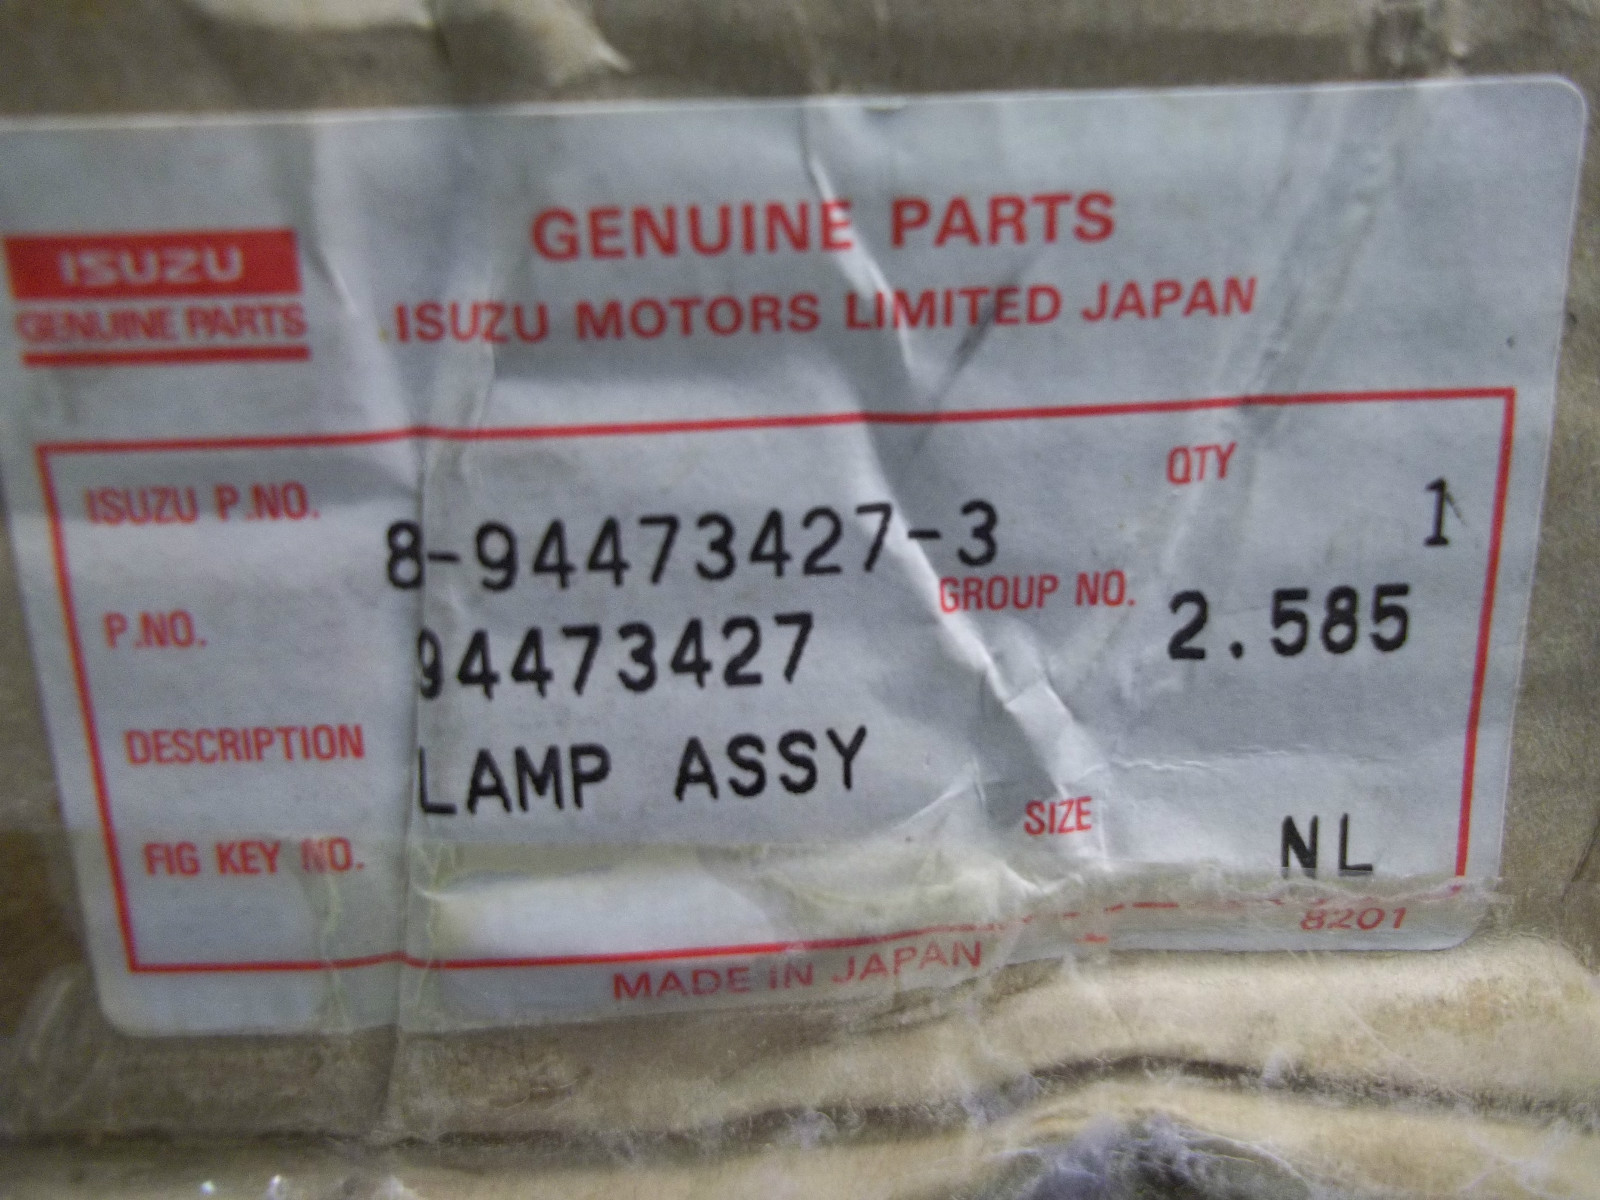 GENUINE PARTS
ISUZU
GENUINE PARTS
ISUZU MOTORS LIMITED JAPAN
ISUZU P.NO.
8-94473427-3
QTY
1
P.NO.
94473427
GROUP NO.
2.585
DESCRIPTION
LAMP ASSY
FIG KEY NO.
SIZE
NL
MADE IN JAPAN
8201